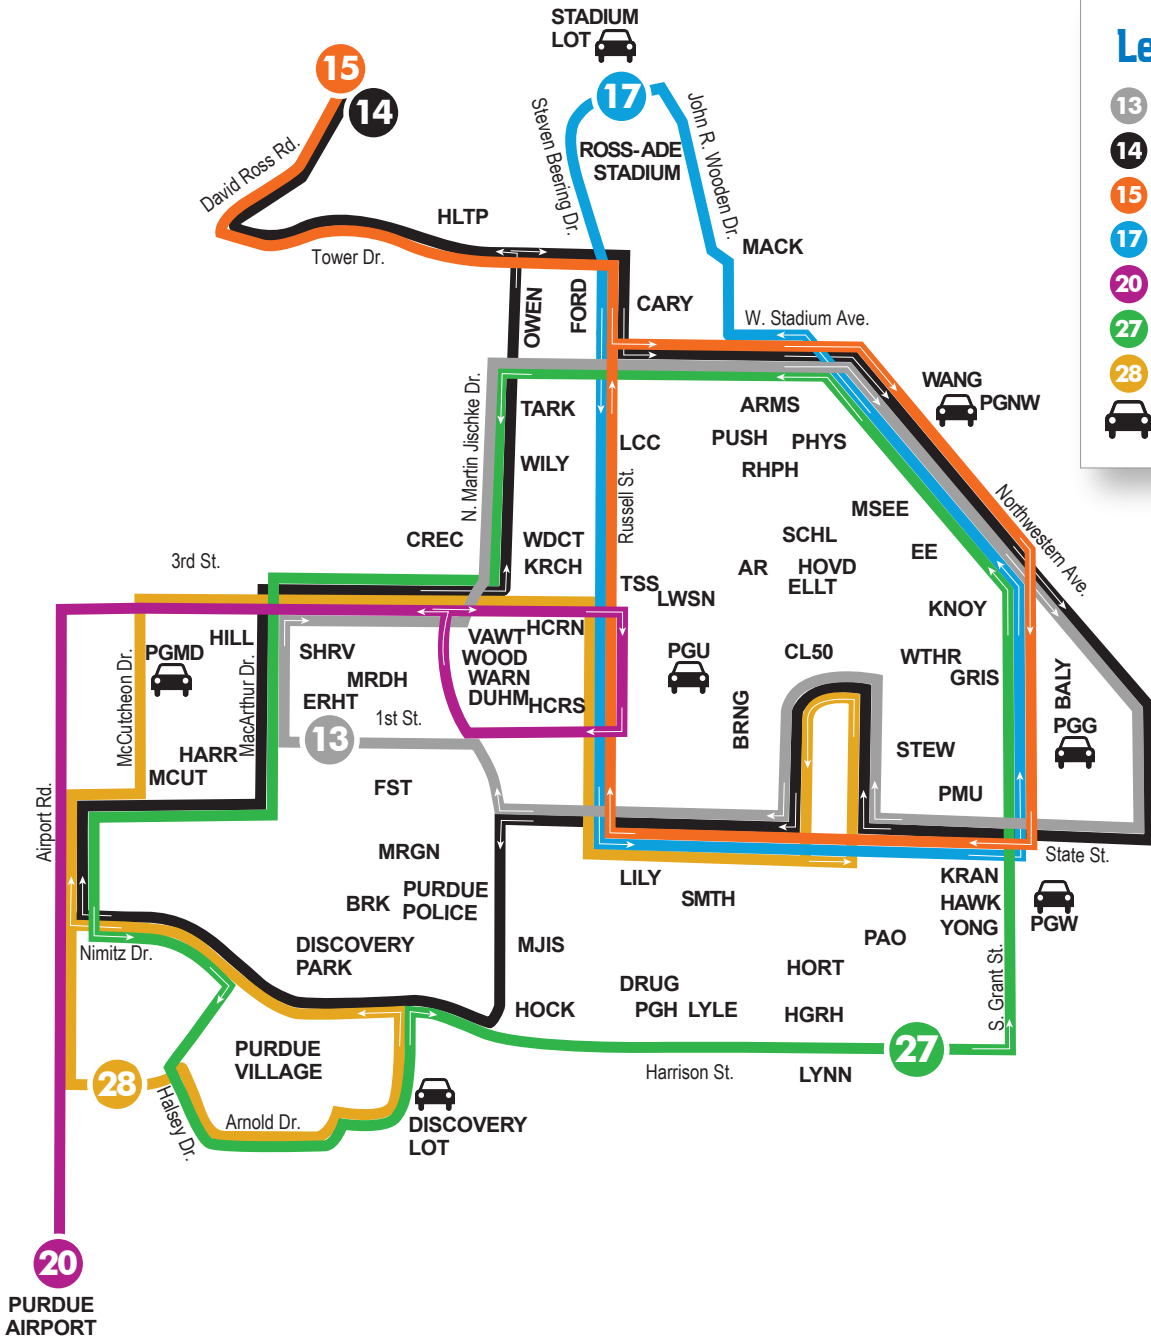 STADIUM
LOT
Le
15
17
14
13
14
15
17
20
27
28
Steven Beering Dr.
John R. Wooden Dr.
ROSS-ADE
STADIUM
David Ross Rd.
HLTP
MACK
Tower Dr.
OWEN
FORD
CARY
W. Stadium Ave.
N. Martin Jischke Dr.
WANG
PGNW
TARK
ARMS
LCC
PUSH
PHYS
WILY
RHPH
Russell St.
MSEE
Northwestern Ave.
CREC
WDCT
SCHL
EE
3rd St.
KRCH
AR
HOVD
TSS
ELLT
LWSN
KNOY
HILL
VAWT
HCRN
PGMD
SHRV
WOOD
PGU
CL50
WTHR
MRDH
WARN
GRIS
BALY
ERHT
DUHM
HCRS
McCutcheon Dr.
MacArthur Dr.
1st St.
BRNG
13
PGG
HARR
STEW
MCUT
FST
PMU
Airport Rd.
MRGN
State St.
LILY
KRAN
PURDUE
POLICE
SMTH
HAWK
BRK
YONG
PGW
PAO
DISCOVERY
PARK
MJIS
Nimitz Dr.
HORT
DRUG
S. Grant St.
HOCK
PGH
LYLE
HGRH
PURDUE
VILLAGE
27
Harrison St.
LYNN
28
Halsey Dr.
Arnold Dr.
DISCOVERY
LOT
20
PURDUE
AIRPORT